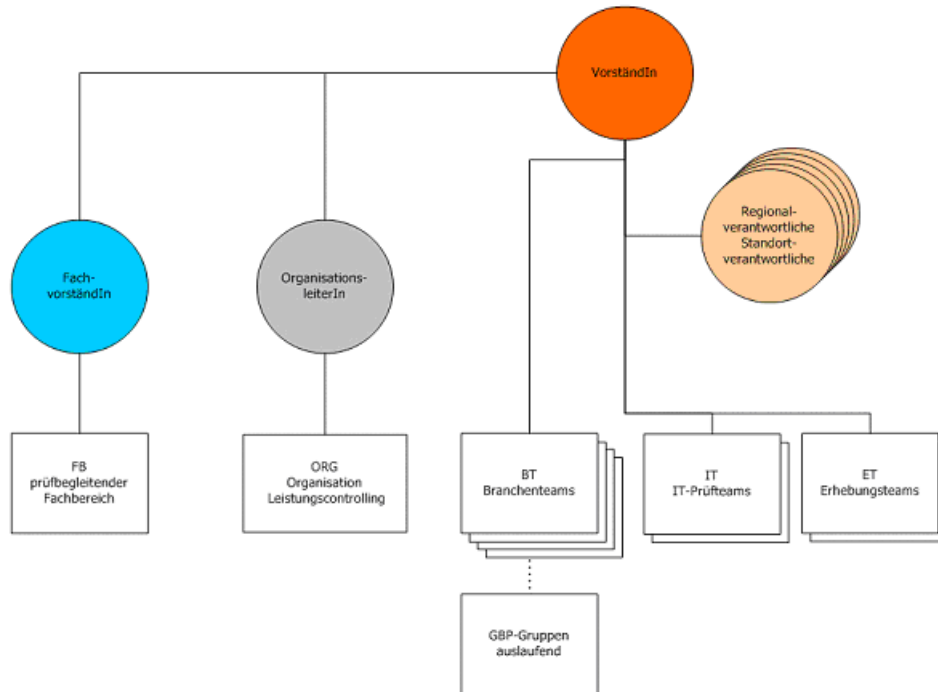 VorständIn
Regional-
verantwortliche
Standort-
verantwortliche
Fach-
vorständIn
Organisations-
leiterIn
FB
prüfbegleitender
Fachbereich
ORG
Organisation
Leistungscontrolling
BT
Branchenteams
IT
IT-Prüfteams
ET
Erhebungsteams
GBP-Gruppen
auslaufend